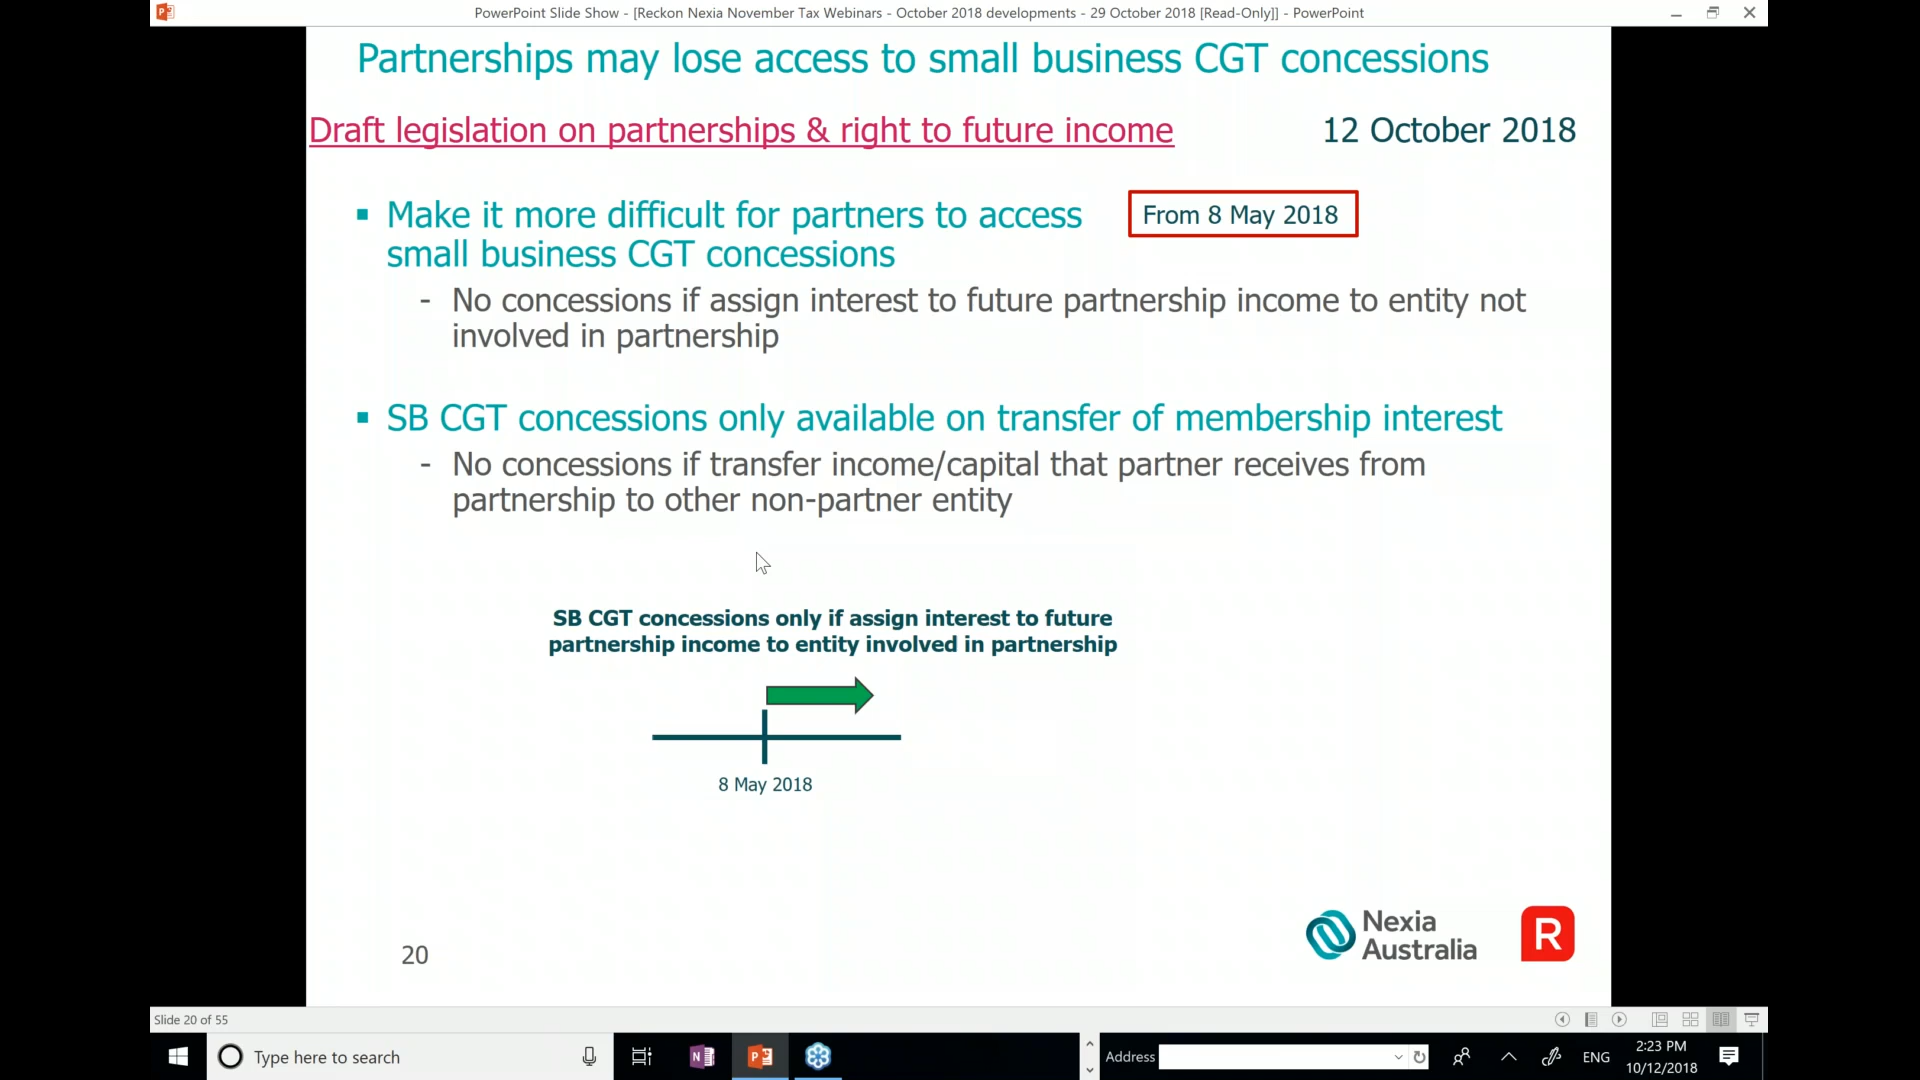 PowerPoint Slide Show - [Reckon Nexia November Tax Webinars - October 2018 developments - 29 October 2018 [Read-Only]] - PowerPoint
Partnerships may lose access to small business CGT concessions
Draft legislation on partnerships & right to future income
12 October 2018
▪ Make it more difficult for partners to access
small business CGT concessions
From 8 May 2018
- No concessions if assign interest to future partnership income to entity not
involved in partnership
▪ SB CGT concessions only available on transfer of membership interest
- No concessions if transfer income/capital that partner receives from
partnership to other non-partner entity
SB CGT concessions only if assign interest to future
partnership income to entity involved in partnership
8 May 2018
20
Nexia
Australia
R
Slide 20 of 55
Type here to search
Address
ENG
2:23 PM
10/12/2018